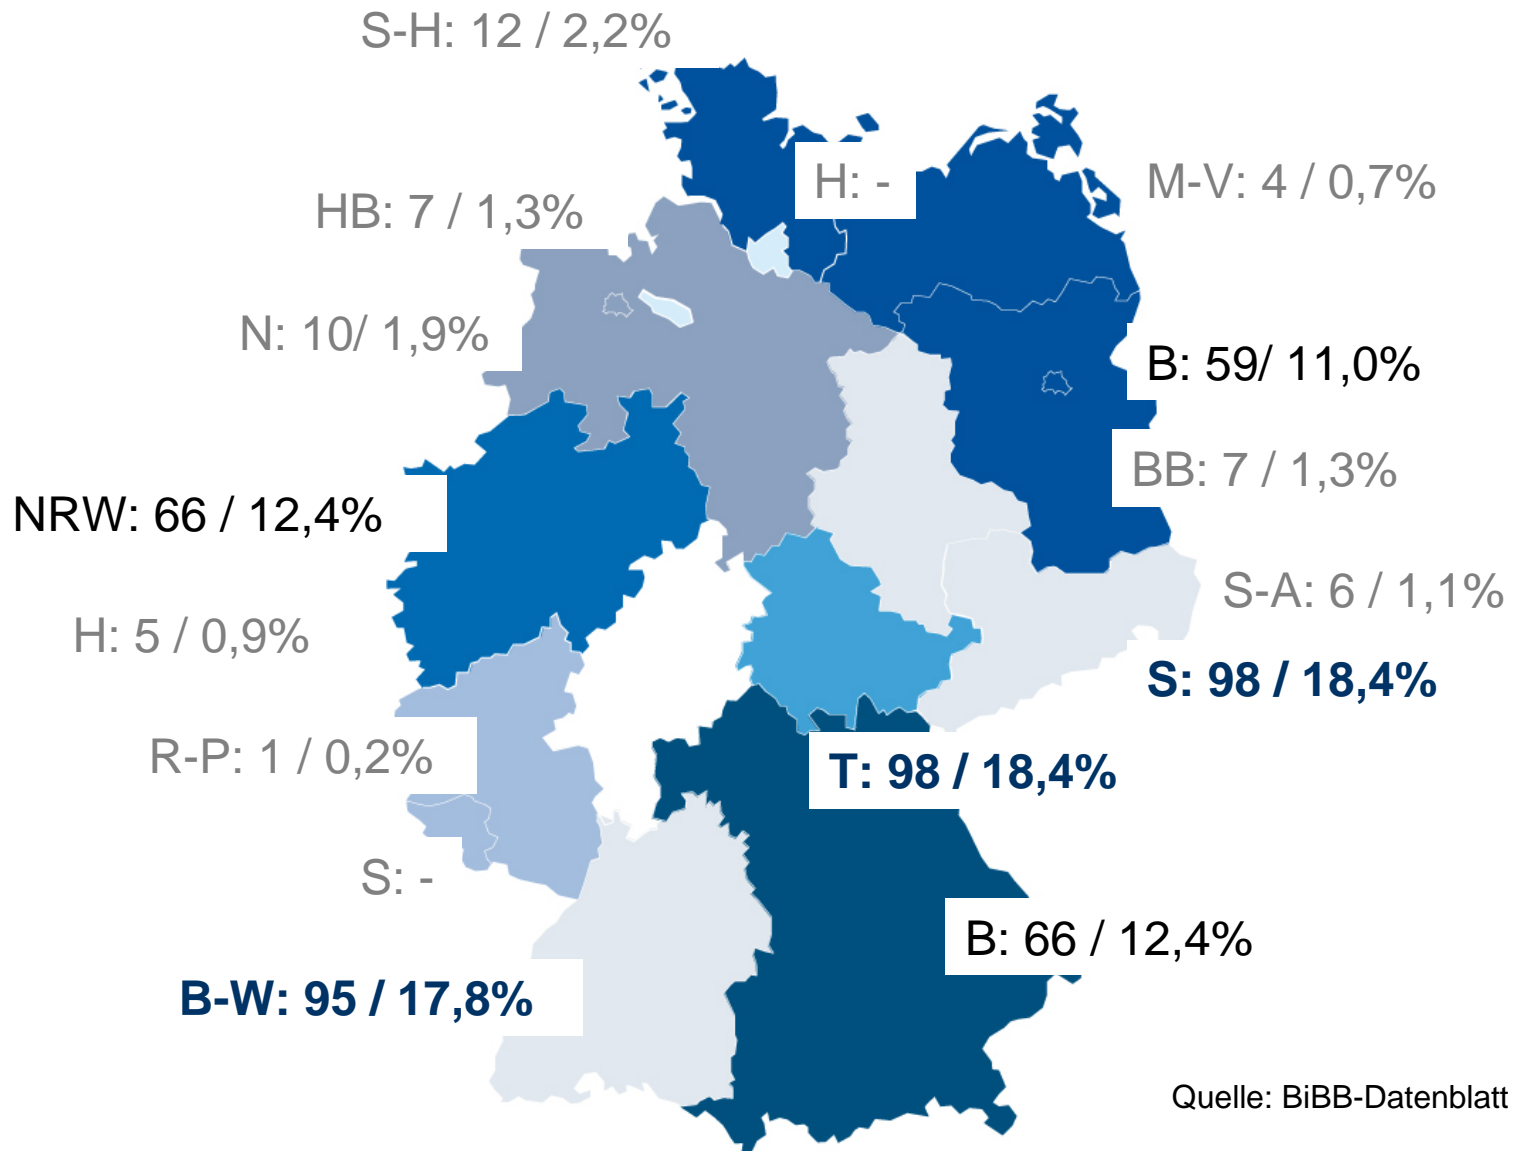 S-H: 12 / 2,2%
H: -
M-V: 4 / 0,7%
HB: 7 / 1,3%
N: 10/ 1,9%
B: 59/ 11,0%
BB: 7 / 1,3%
NRW: 66 / 12,4%
S-A: 6 / 1,1%
H: 5 / 0,9%
S: 98 / 18,4%
R-P: 1 / 0,2%
T: 98 / 18,4%
S: -
B: 66 / 12,4%
B-W: 95 / 17,8%
Quelle: BiBB-Datenblatt